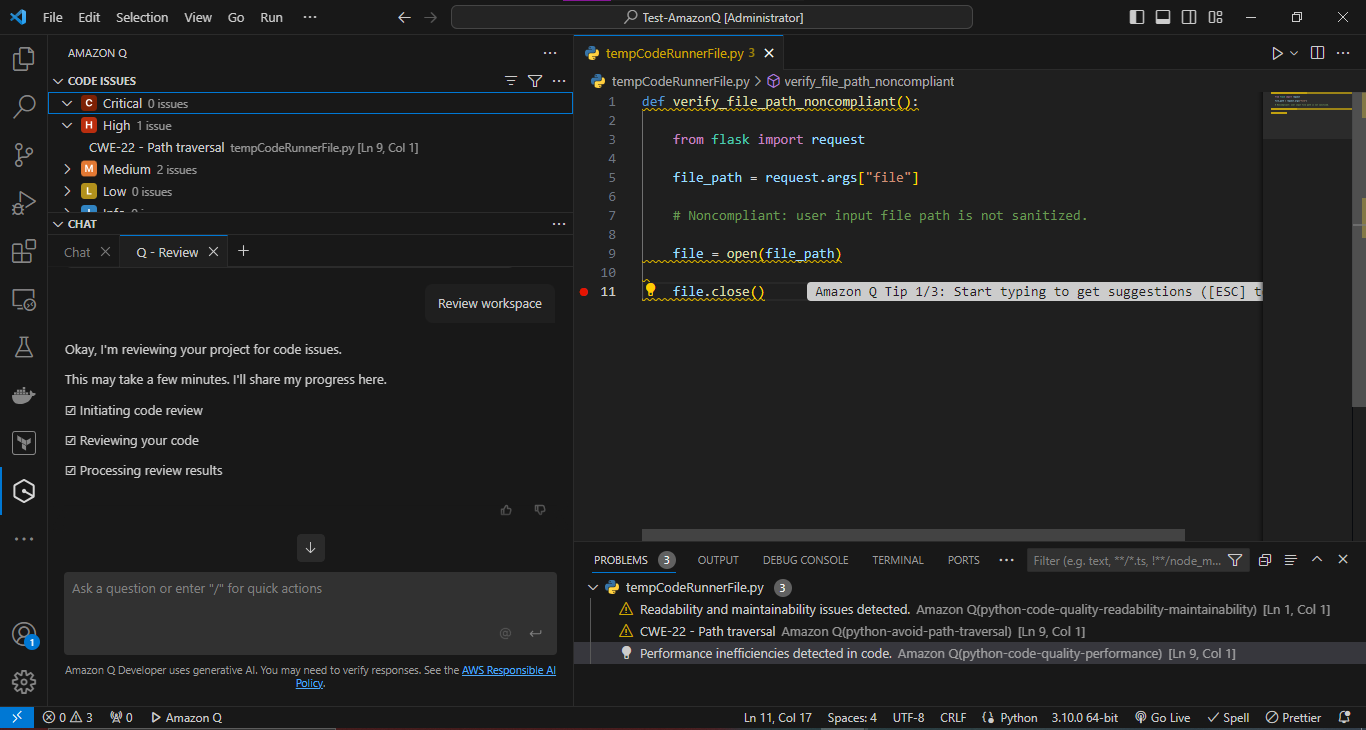 File Edit Selection View Go Run ··· Test-AmazonQ [Administrator]
AMAZON Q
CODE ISSUES
C Critical 0 issues
H High 1 issue
CWE-22 - Path traversal tempCodeRunnerFile.py [Ln 9, Col 1]
M Medium 2 issues
L Low 0 issues
CHAT
Chat
Q - Review
Review workspace
Okay, I'm reviewing your project for code issues.
This may take a few minutes. I'll share my progress here.
☑ Initiating code review
☑ Reviewing your code
☑ Processing review results
Ask a question or enter "/" for quick actions
@
Amazon Q Developer uses generative AI. You may need to verify responses. See the AWS Responsible AI
Policy.
tempCodeRunnerFile.py 3
tempCodeRunnerFile.py > verify_file_path_noncompliant
1 def verify_file_path_noncompliant():
2
3 from flask import request
4
5 file_path = request.args["file"]
6
7 # Noncompliant: user input file path is not sanitized.
8
9 file = open(file_path)
10
11 file.close() Amazon Q Tip 1/3: Start typing to get suggestions ([ESC] t
PROBLEMS 3 OUTPUT DEBUG CONSOLE TERMINAL PORTS ··· Filter (e.g. text, **/*.ts, !**/node_m...
tempCodeRunnerFile.py 3
Readability and maintainability issues detected. Amazon Q(python-code-quality-readability-maintainability) [Ln 1, Col 1]
CWE-22 - Path traversal Amazon Q(python-avoid-path-traversal) [Ln 9, Col 1]
Performance inefficiencies detected in code. Amazon Q(python-code-quality-performance) [Ln 9, Col 1]
1
0 3 0 Amazon Q Ln 11, Col 17 Spaces: 4 UTF-8 CRLF Python 3.10.0 64-bit Go Live Spell Prettier